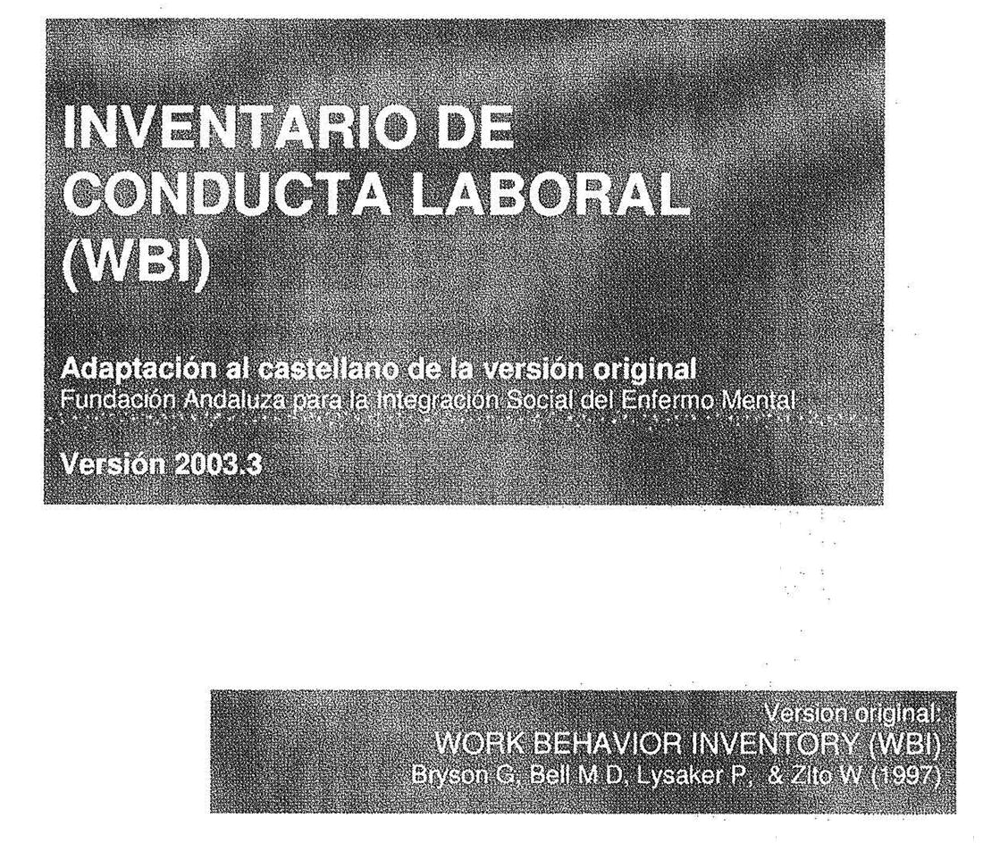 INVENTARIO DE
CONDUCTA LABORAL
(WBI)
Adaptación al castellano de la versión original
Fundación Andaluza para la Integración Social del Enfermo Mental
Versión 2003.3
Version original:
WORK BEHAVIOR INVENTORY (WBI)
Bryson G, Bell M D, Lysaker P, & Zito W (1997)